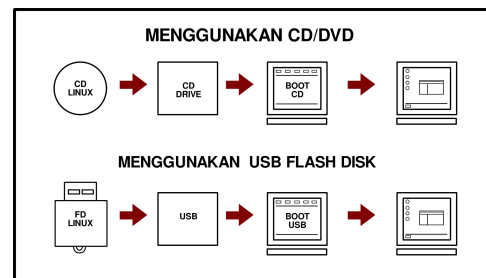 MENGGUNAKAN CD/DVD
CD
LINUX
CD
DRIVE
BOOT
CD
MENGGUNAKAN USB FLASH DISK
FD
LINUX
USB
BOOT
USB